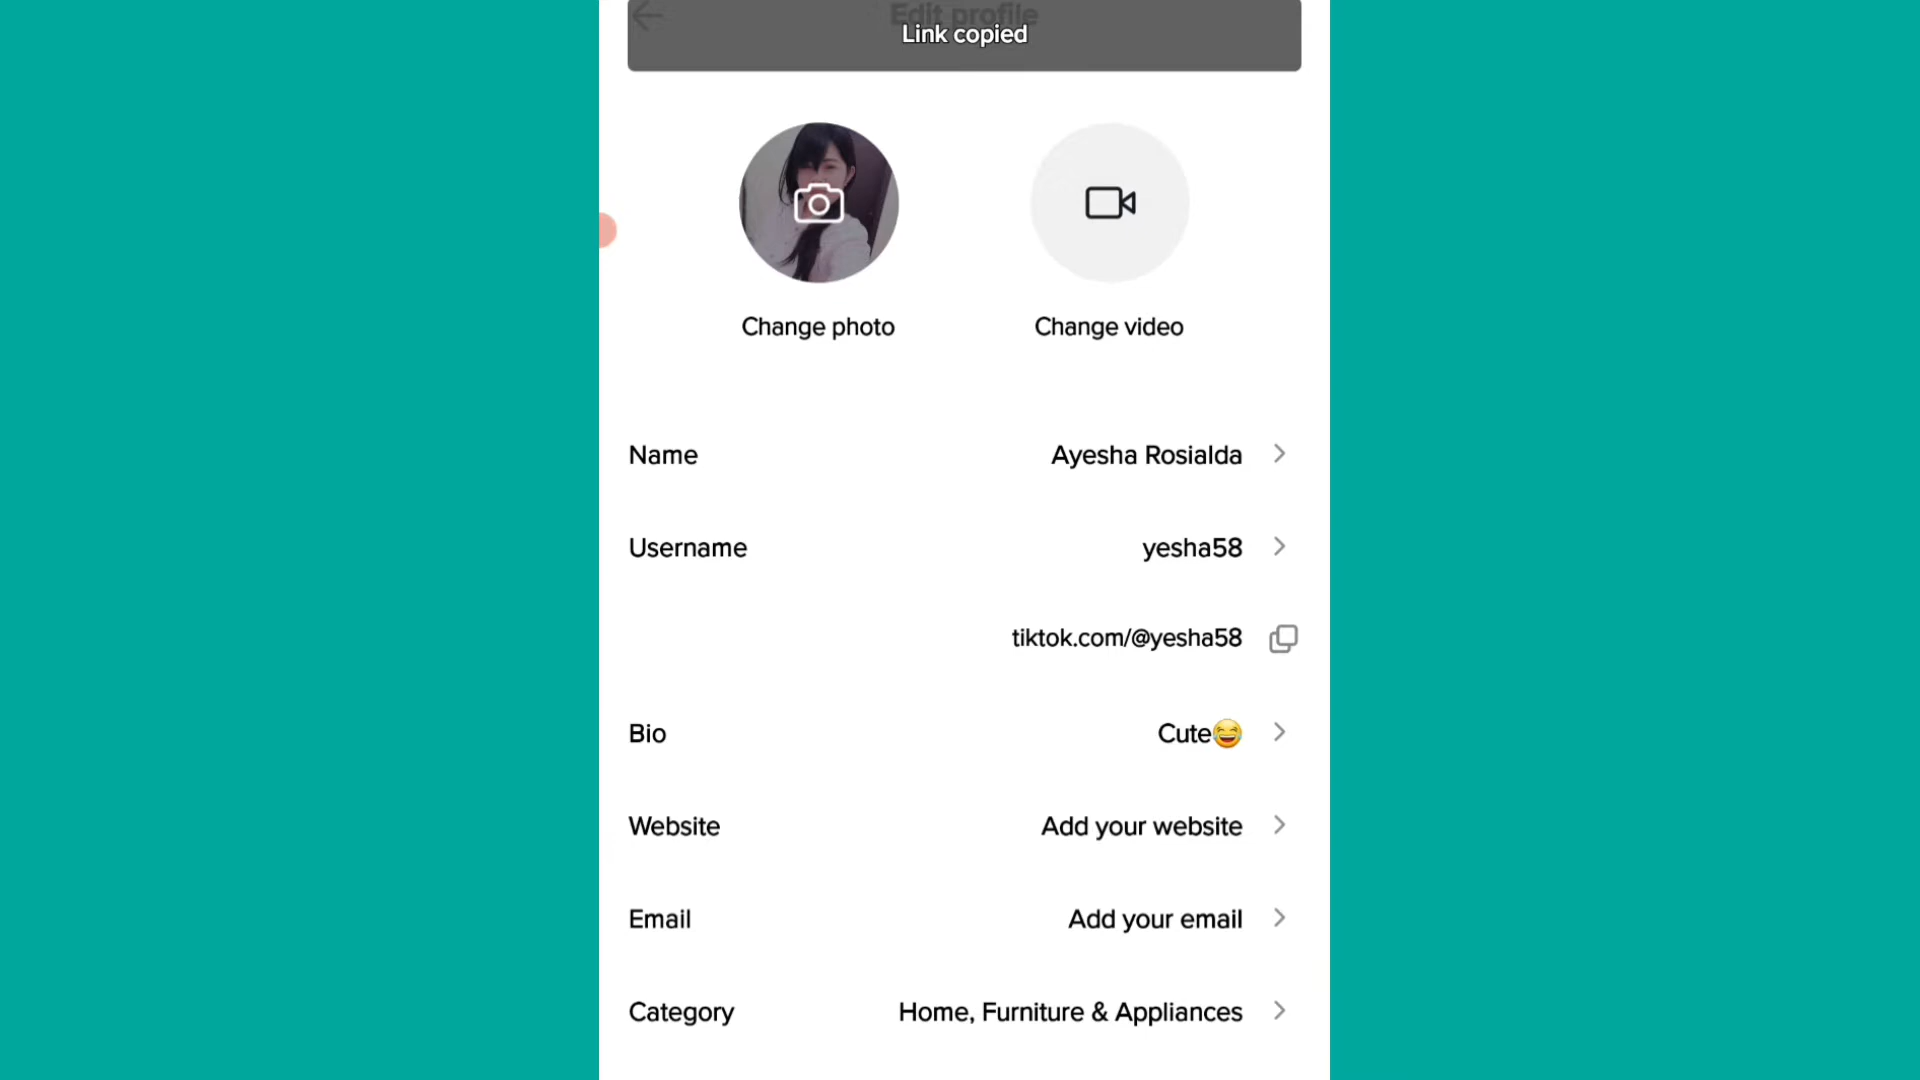 Edit profile
Link copied
Change photo
Change video
Name Ayesha Rosialda
Username yesha58
tiktok.com/@yesha58
Bio Cute😂
Website Add your website
Email Add your email
Category Home, Furniture & Appliances